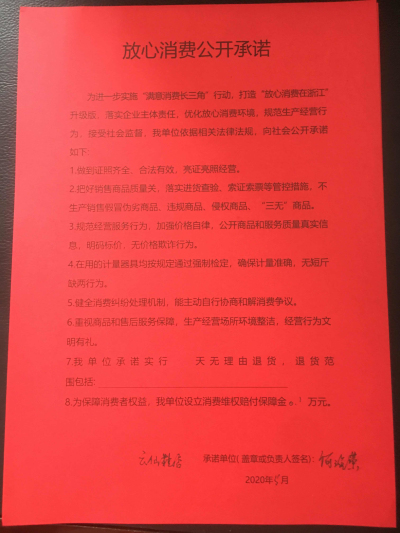 放心消费公开承诺
为进一步实施“满意消费长三角”行动，打造“放心消费在浙江”
升级版，落实企业主体责任，优化放心消费环境，规范生产经营行
为，接受社会监督，我单位依据相关法律法规，向社会公开承诺
如下：
1.做到证照齐全、合法有效，亮证亮照经营。
2.把好销售商品质量关，落实进货查验、索证索票等管控措施，不
生产销售假冒伪劣商品、违规商品、侵权商品、“三无”商品。
3.规范经营服务行为，加强价格自律，公开商品和服务质量真实信
息，明码标价，无价格欺诈行为。
4.在用的计量器具均按规定通过强制检定，确保计量准确，无短斤
缺两行为。
5.健全消费纠纷处理机制，能主动自行协商和解消费争议。
6.重视商品和售后服务保障，生产经营场所环境整洁，经营行为文
明有礼。
7.我单位承诺实行 天无理由退货，退货范
围包括:
8.为保障消费者权益，我单位设立消费维权赔付保障金 0.1 万元。
承诺单位(盖章或负责人签名):
2020年5月